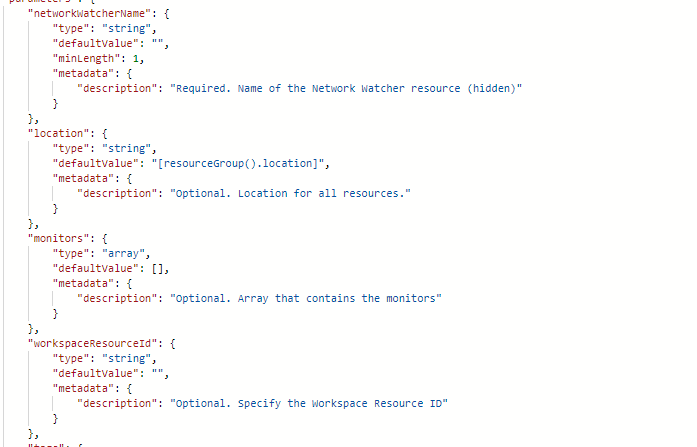 "networkWatcherName": {
"type": "string",
"defaultValue": "",
"minLength": 1,
"metadata": {
"description": "Required. Name of the Network Watcher resource (hidden)"
}
},
"location": {
"type": "string",
"defaultValue": "[resourceGroup().location]",
"metadata": {
"description": "Optional. Location for all resources."
}
},
"monitors": {
"type": "array",
"defaultValue": [],
"metadata": {
"description": "Optional. Array that contains the monitors"
}
},
"workspaceResourceId": {
"type": "string",
"defaultValue": "",
"metadata": {
"description": "Optional. Specify the Workspace Resource ID"
}
},